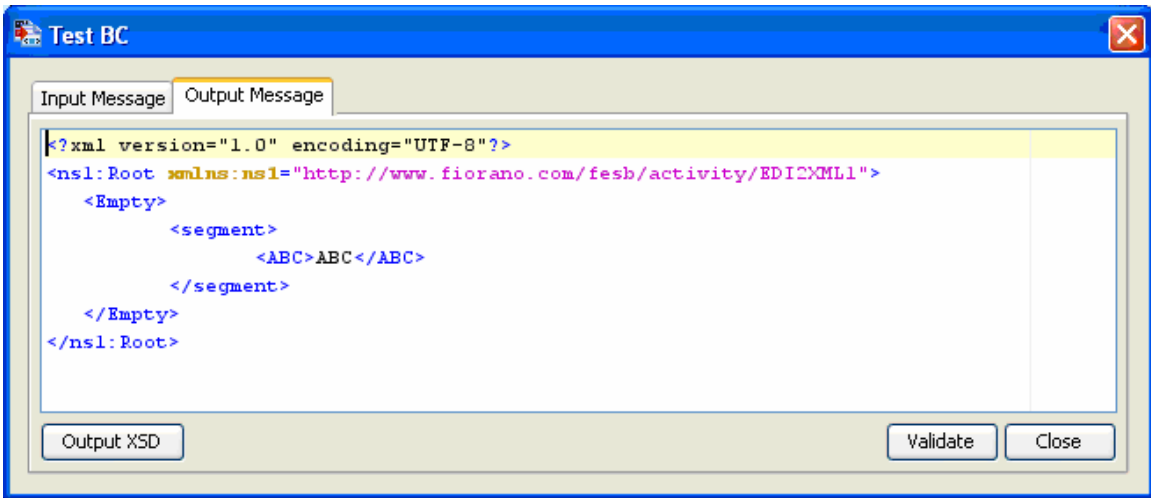 Test BC
Input Message
Output Message
<?xml version="1.0" encoding="UTF-8"?>
<ns1:Root xmlns:ns1="http://www.fiorano.com/fesb/activity/EDI2XML1">
<Empty>
<segment>
<ABC>ABC</ABC>
</segment>
</Empty>
</ns1:Root>
Output XSD
Validate
Close